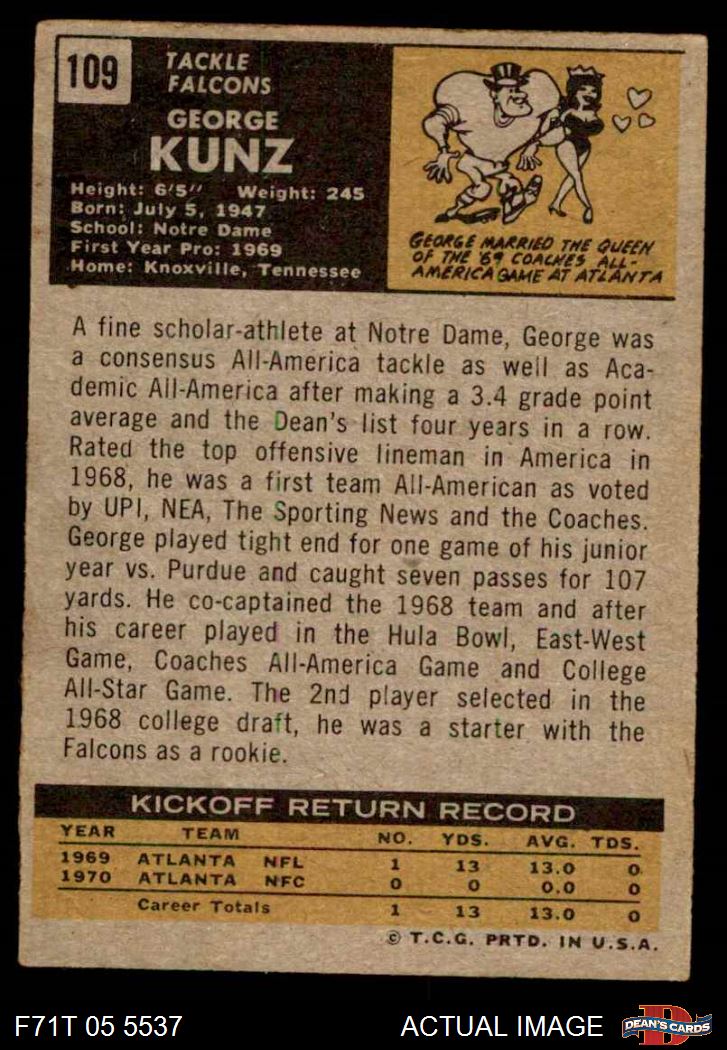 109
TACKLE
FALCONS
GEORGE
KUNZ
Height: 6'5" Weight: 245
Born: July 5, 1947
School: Notre Dame
First Year Pro: 1969
Home: Knoxville, Tennessee
GEORGE MARRIED THE QUEEN
OF THE '69 COACHES ALL-
AMERICA GAME AT ATLANTA
A fine scholar-athlete at Notre Dame, George was
a consensus All-America tackle as well as Aca-
demic All-America after making a 3.4 grade point
average and the Dean's list four years in a row.
Rated the top offensive lineman in America in
1968, he was a first team All-American as voted
by UPI, NEA, The Sporting News and the Coaches.
George played tight end for one game of his junior
year vs. Purdue and caught seven passes for 107
yards. He co-captained the 1968 team and after
his career played in the Hula Bowl, East-West
Game, Coaches All-America Game and College
All-Star Game. The 2nd player selected in the
1968 college draft, he was a starter with the
Falcons as a rookie.
KICKOFF RETURN RECORD
YEAR TEAM NO. YDS. AVG. TDS.
1969 ATLANTA NFL 1 13 13.0 0
1970 ATLANTA NFC 0 0 0.0 0
Career Totals 1 13 13.0 0
© T.C.G. PRTD. IN U.S.A.
F71T 05 5537 ACTUAL IMAGE
D
DEAN'S CARDS